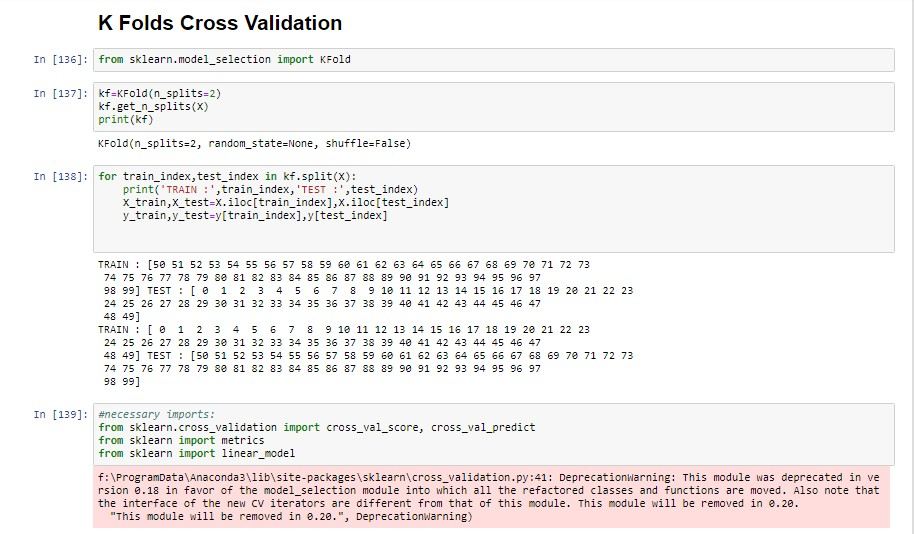 K Folds Cross Validation
In [136]: from sklearn.model_selection import KFold
In [137]: kf=KFold(n_splits=2)
kf.get_n_splits(X)
print(kf)
KFold(n_splits=2, random_state=None, shuffle=False)
In [138]: for train_index,test_index in kf.split(X):
    print('TRAIN :',train_index,'TEST :',test_index)
    X_train,X_test=X.iloc[train_index],X.iloc[test_index]
    y_train,y_test=y[train_index],y[test_index]
TRAIN : [50 51 52 53 54 55 56 57 58 59 60 61 62 63 64 65 66 67 68 69 70 71 72 73
 74 75 76 77 78 79 80 81 82 83 84 85 86 87 88 89 90 91 92 93 94 95 96 97
 98 99] TEST : [ 0  1  2  3  4  5  6  7  8  9 10 11 12 13 14 15 16 17 18 19 20 21 22 23
 24 25 26 27 28 29 30 31 32 33 34 35 36 37 38 39 40 41 42 43 44 45 46 47
 48 49]
TRAIN : [ 0  1  2  3  4  5  6  7  8  9 10 11 12 13 14 15 16 17 18 19 20 21 22 23
 24 25 26 27 28 29 30 31 32 33 34 35 36 37 38 39 40 41 42 43 44 45 46 47
 48 49] TEST : [50 51 52 53 54 55 56 57 58 59 60 61 62 63 64 65 66 67 68 69 70 71 72 73
 74 75 76 77 78 79 80 81 82 83 84 85 86 87 88 89 90 91 92 93 94 95 96 97
 98 99]
In [139]: #necessary imports:
from sklearn.cross_validation import cross_val_score, cross_val_predict
from sklearn import metrics
from sklearn import linear_model
f:\ProgramData\Anaconda3\lib\site-packages\sklearn\cross_validation.py:41: DeprecationWarning: This module was deprecated in ve
rsion 0.18 in favor of the model_selection module into which all the refactored classes and functions are moved. Also note that
the interface of the new CV iterators are different from that of this module. This module will be removed in 0.20.
  "This module will be removed in 0.20.", DeprecationWarning)